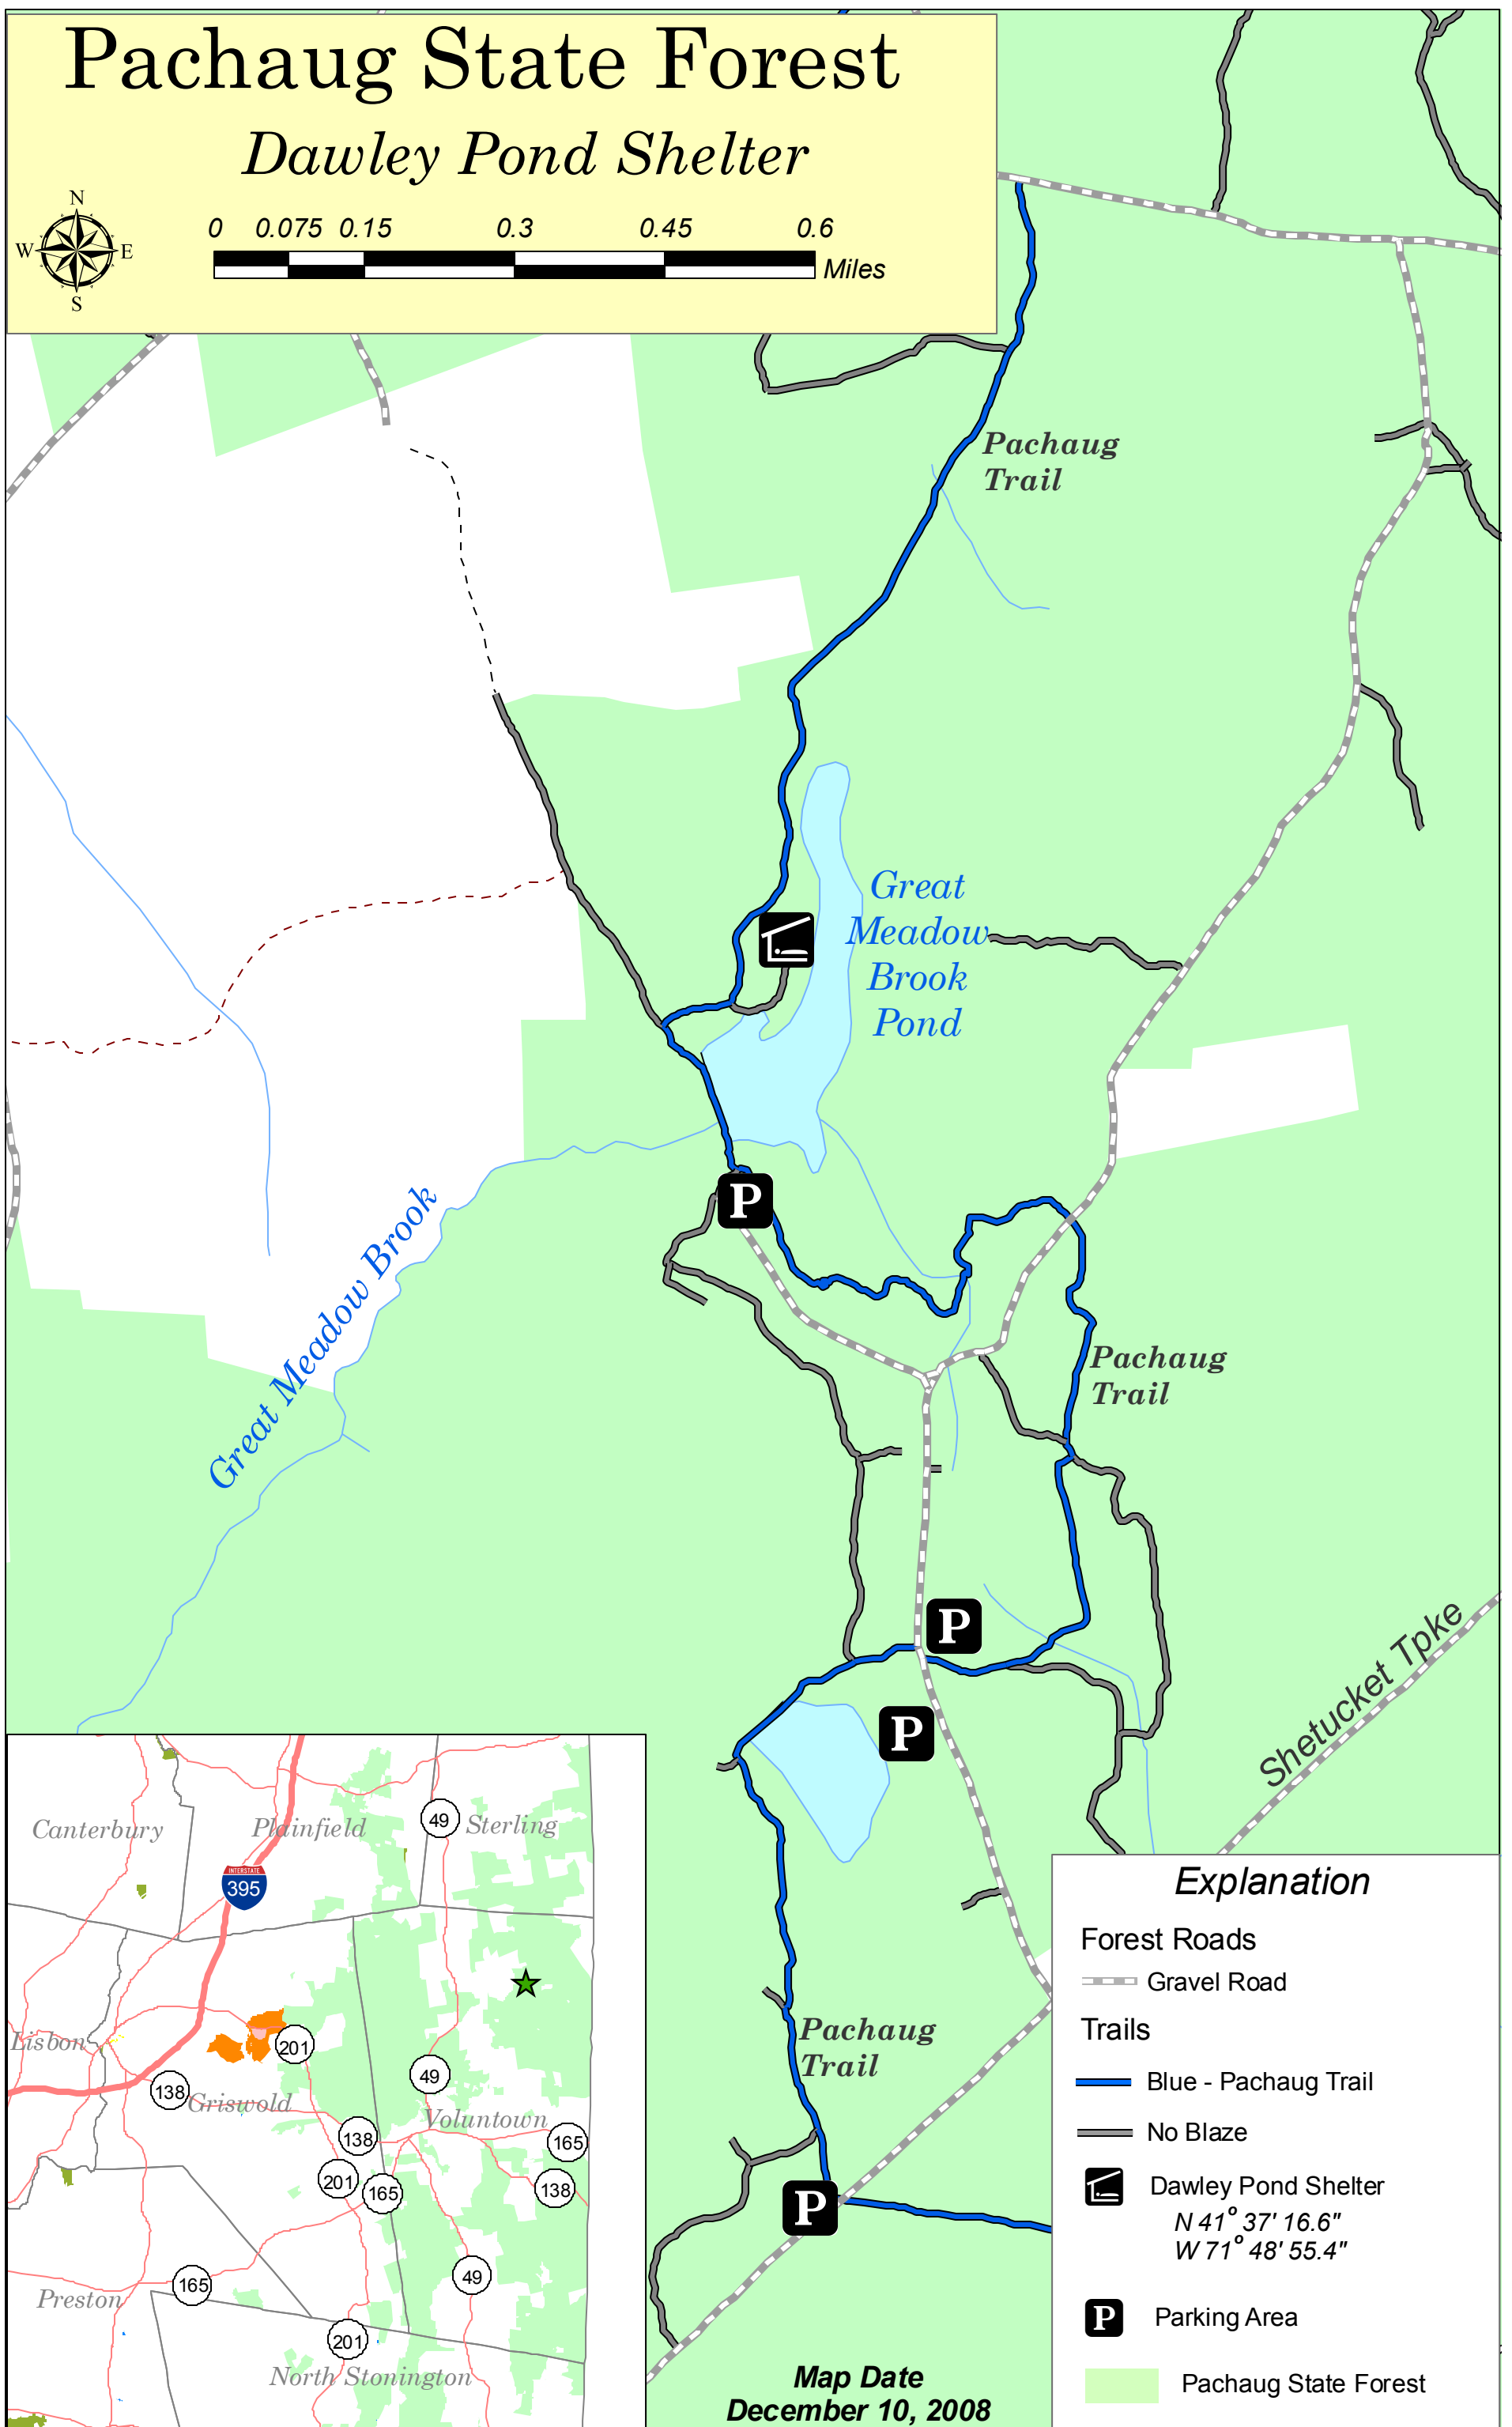 Pachaug State Forest
Dawley Pond Shelter
N
W E
S
0 0.075 0.15 0.3 0.45 0.6
Miles
Pachaug
Trail
Great
Meadow
Brook
Pond
P
Great Meadow Brook
Pachaug
Trail
P
P
Shetucket Tpke
Pachaug
Trail
P
Canterbury
Plainfield
49
Sterling
INTERSTATE
395
Lisbon
201
138
Griswold
49
Voluntown
138
165
201
165
138
165
49
Preston
201
North Stonington
Map Date
December 10, 2008
Explanation
Forest Roads
Gravel Road
Trails
Blue - Pachaug Trail
No Blaze
Dawley Pond Shelter
N 41° 37' 16.6"
W 71° 48' 55.4"
P Parking Area
Pachaug State Forest